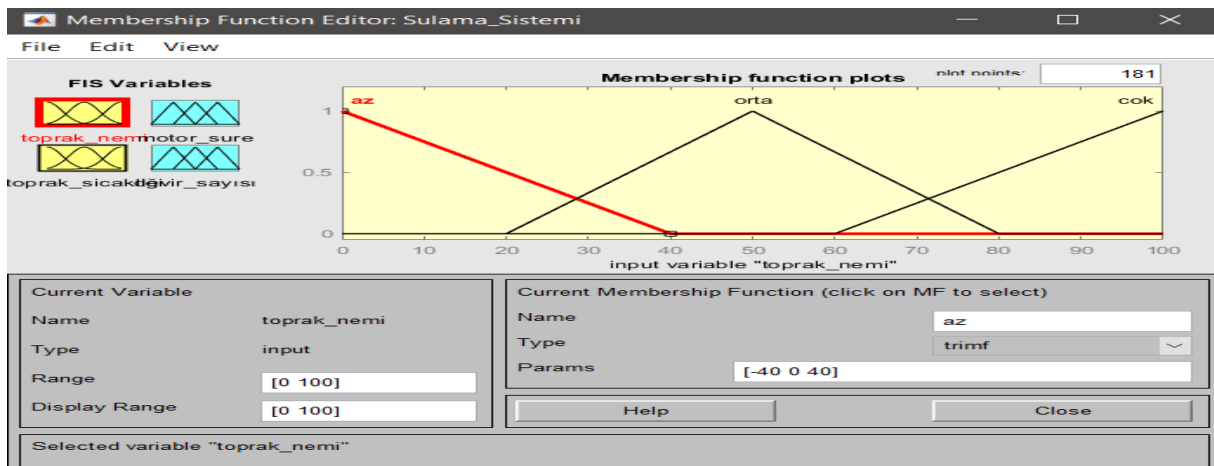 Membership Function Editor: Sulama_Sistemi
File Edit View
FIS Variables
toprak_nemi motor_sure
toprak_sicaklığı devir_sayısı
Membership function plots
plot points: 181
az orta cok
1
0.5
0
0 10 20 30 40 50 60 70 80 90 100
input variable "toprak_nemi"
Current Variable
Name toprak_nemi
Type input
Range [0 100]
Display Range [0 100]
Current Membership Function (click on MF to select)
Name az
Type trimf
Params [-40 0 40]
Help Close
Selected variable "toprak_nemi"